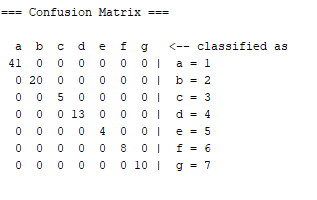 === Confusion Matrix ===
a b c d e f g <-- classified as
41 0 0 0 0 0 0 | a = 1
0 20 0 0 0 0 0 | b = 2
0 0 5 0 0 0 0 | c = 3
0 0 0 13 0 0 0 | d = 4
0 0 0 0 4 0 0 | e = 5
0 0 0 0 0 8 0 | f = 6
0 0 0 0 0 0 10 | g = 7